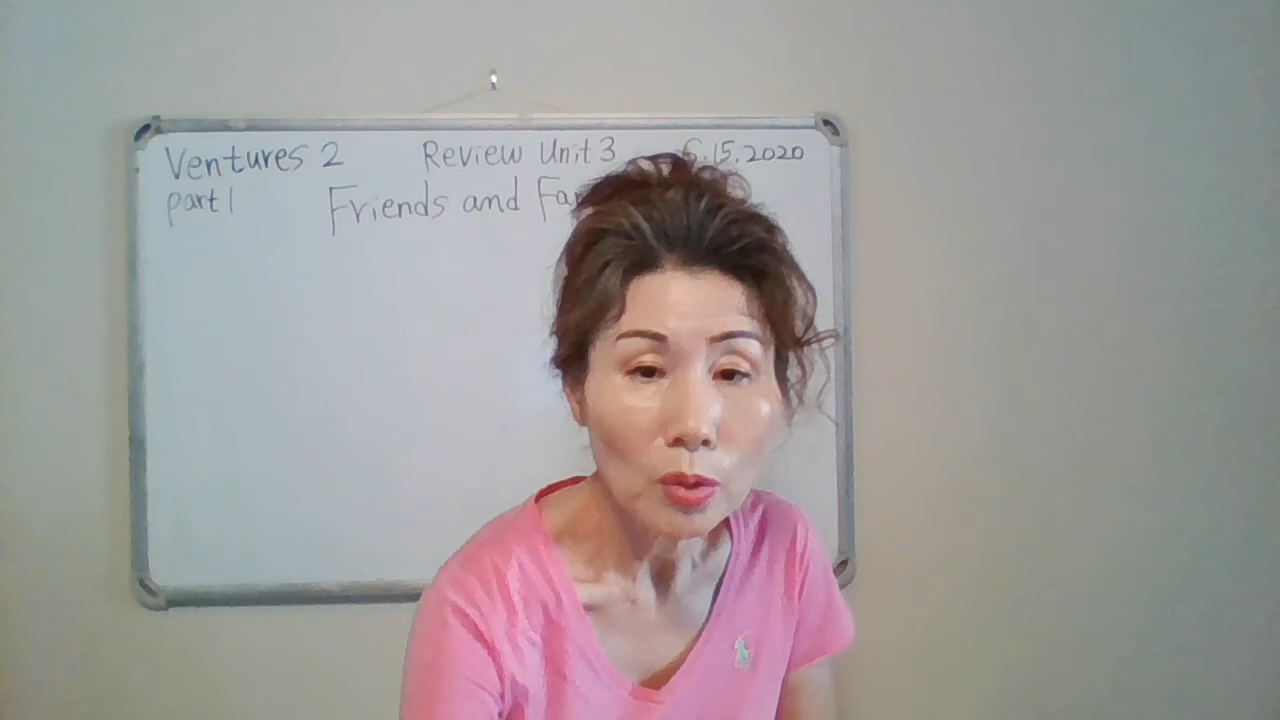 Ventures 2 Review Unit 3 6.15.2020
part 1 Friends and